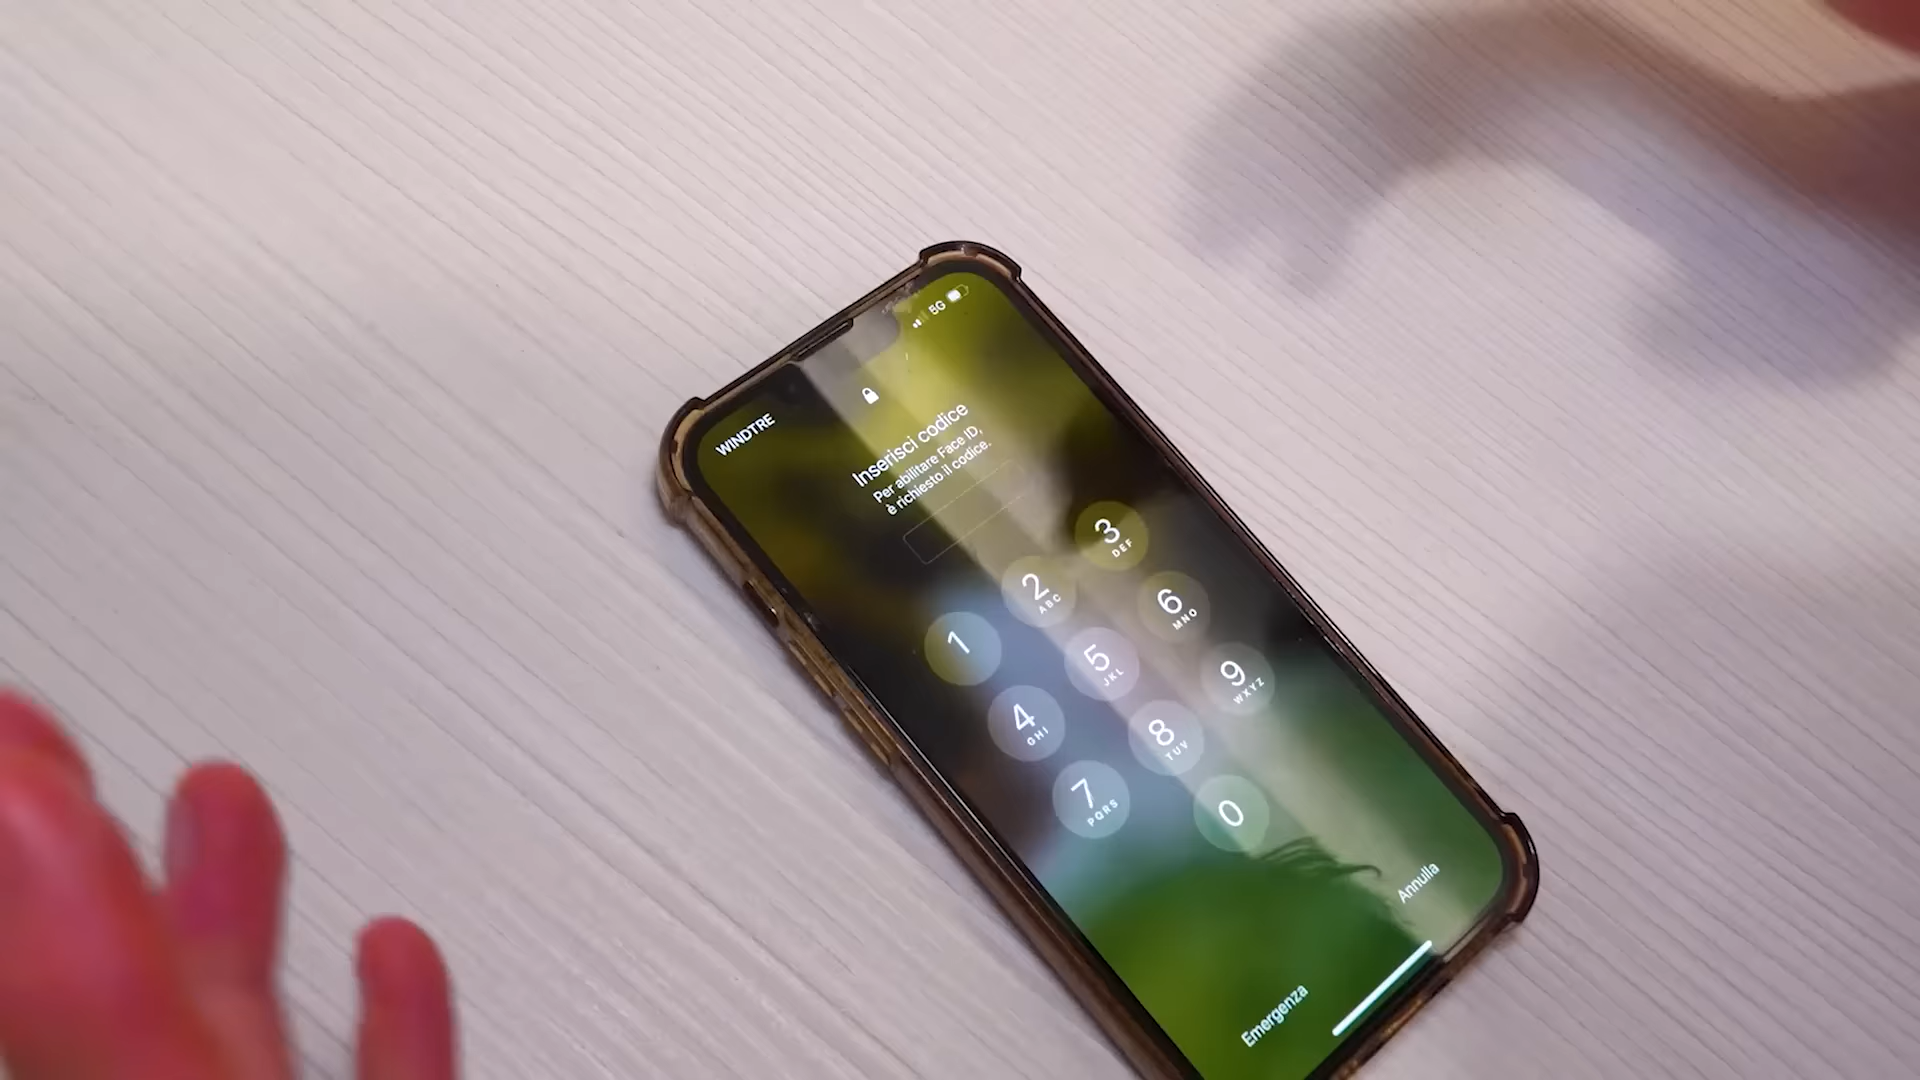 WINDTRE
5G
Inserisci codice
Per abilitare Face ID,
è richiesto il codice.
1
2
ABC
3
DEF
4
GHI
5
JKL
6
MNO
7
PQRS
8
TUV
9
WXYZ
0
Emergenza
Annulla